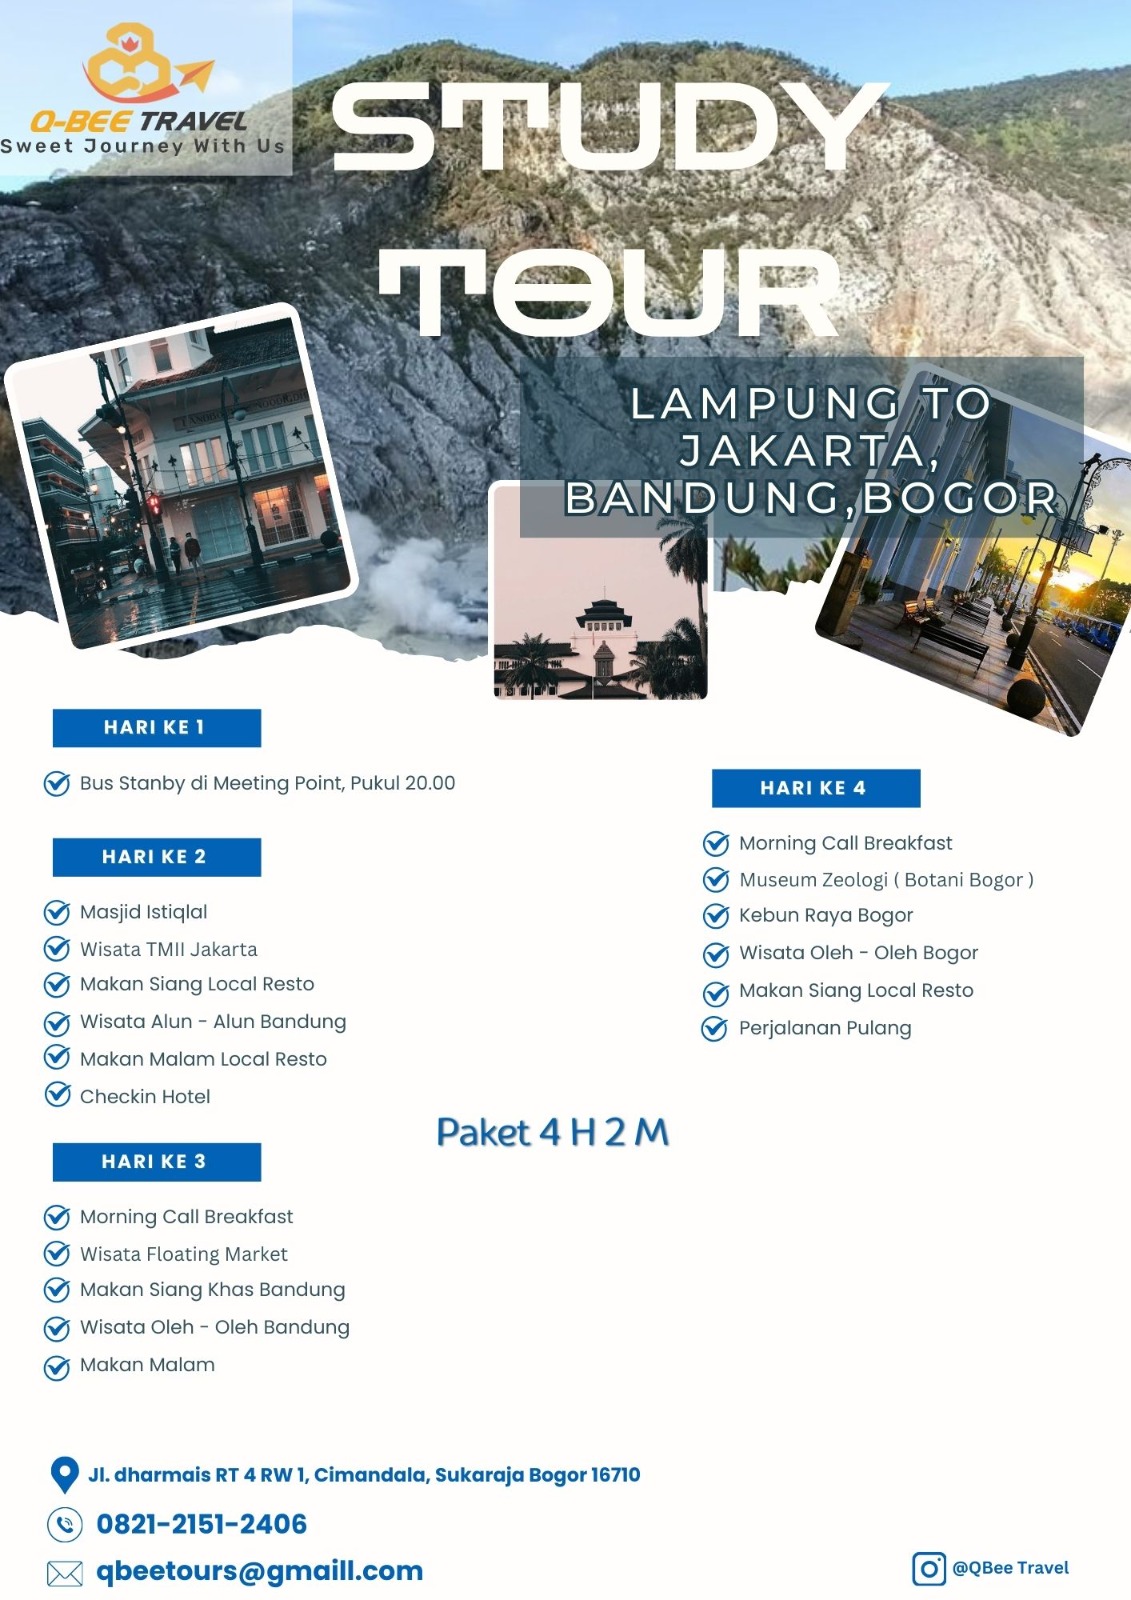 Q-BEE TRAVEL
Sweet Journey With Us
STUDY
TOUR
LAMPUNG TO
JAKARTA,
BANDUNG,BOGOR
HARI KE 1
Bus Stanby di Meeting Point, Pukul 20.00
HARI KE 2
Masjid Istiqlal
Wisata TMII Jakarta
Makan Siang Local Resto
Wisata Alun - Alun Bandung
Makan Malam Local Resto
Checkin Hotel
HARI KE 3
Morning Call Breakfast
Wisata Floating Market
Makan Siang Khas Bandung
Wisata Oleh - Oleh Bandung
Makan Malam
HARI KE 4
Morning Call Breakfast
Museum Zeologi ( Botani Bogor )
Kebun Raya Bogor
Wisata Oleh - Oleh Bogor
Makan Siang Local Resto
Perjalanan Pulang
Paket 4 H 2 M
Jl. dharmais RT 4 RW 1, Cimandala, Sukaraja Bogor 16710
0821-2151-2406
qbeetours@gmaill.com
@QBee Travel